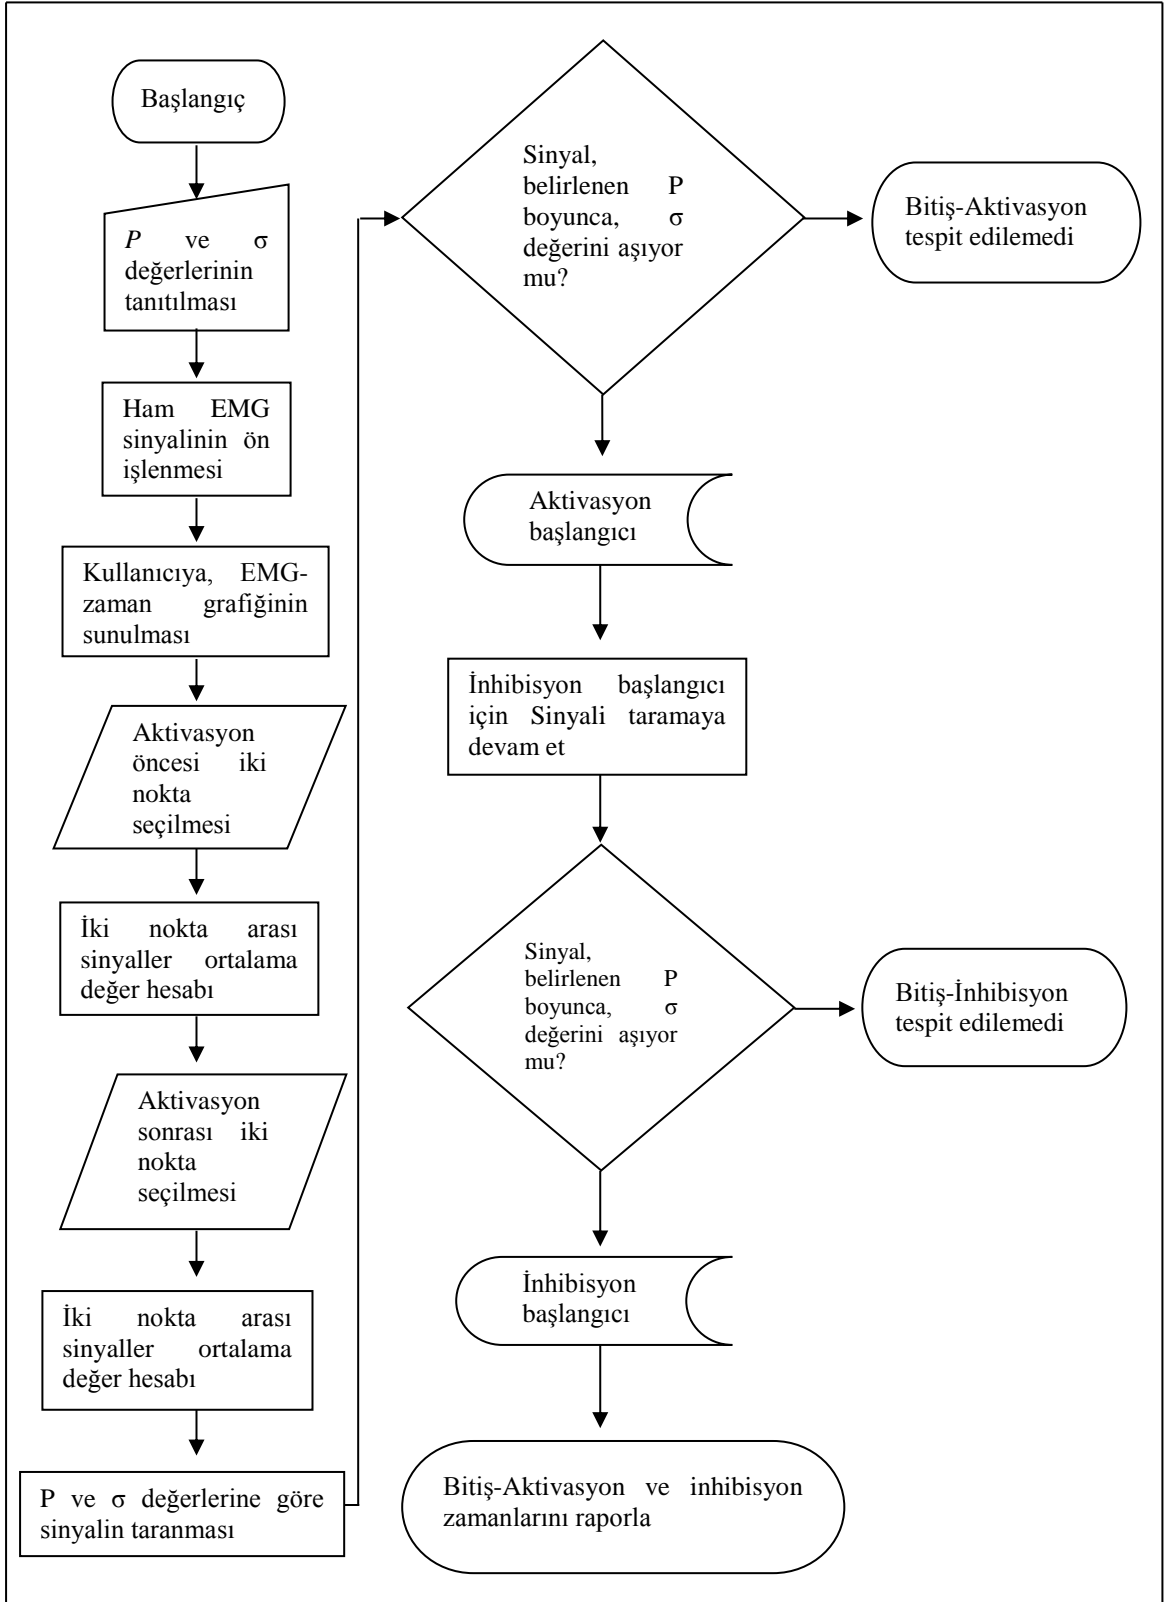 Başlangıç
P ve σ
değerlerinin
tanıtılması
Ham EMG
sinyalinin ön
işlenmesi
Kullanıcıya, EMG-
zaman grafiğinin
sunulması
Aktivasyon
öncesi iki
nokta
seçilmesi
İki nokta arası
sinyaller ortalama
değer hesabı
Aktivasyon
sonrası iki
nokta
seçilmesi
İki nokta arası
sinyaller ortalama
değer hesabı
P ve σ değerlerine göre
sinyalin taranması
Sinyal,
belirlenen P
boyunca, σ
değerini aşıyor
mu?
Bitiş-Aktivasyon
tespit edilemedi
Aktivasyon
başlangıcı
İnhibisyon başlangıcı
için Sinyali taramaya
devam et
Sinyal,
belirlenen P
boyunca, σ
değerini aşıyor
mu?
Bitiş-İnhibisyon
tespit edilemedi
İnhibisyon
başlangıcı
Bitiş-Aktivasyon ve inhibisyon
zamanlarını raporla